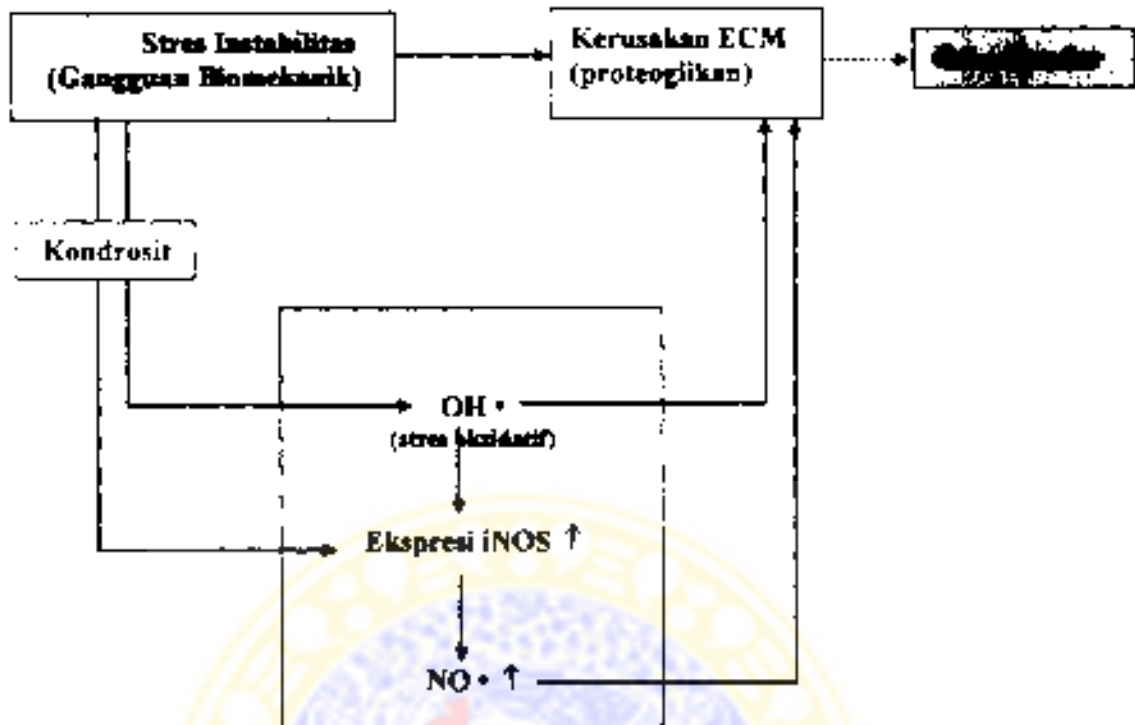 Stres Instabilitas
(Gangguan Biomekanik)
Kerusakan ECM
(proteoglikan)
Kondrosit
OH •
(stres oksidatif)
Ekspresi iNOS ↑
NO • ↑